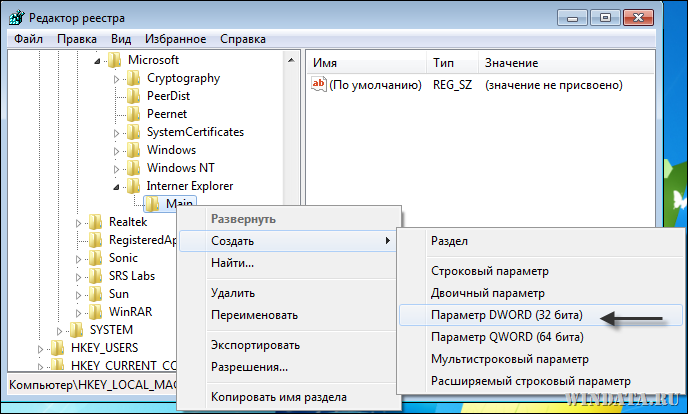 Редактор реестра
Файл Правка Вид Избранное Справка
Microsoft
Cryptography
PeerDist
Peernet
SystemCertificates
Windows
Windows NT
Interner Explorer
Main
Realtek
RegisteredAp
Sonic
SRS Labs
Sun
WinRAR
SYSTEM
HKEY_USERS
HKEY_CURRENT_CO
Имя Тип Значение
ab (По умолчанию) REG_SZ (значение не присвоено)
Развернуть
Создать
Найти...
Удалить
Переименовать
Экспортировать
Разрешения...
Копировать имя раздела
Раздел
Строковый параметр
Двоичный параметр
Параметр DWORD (32 бита)
Параметр QWORD (64 бита)
Мультистроковый параметр
Расширяемый строковый параметр
Компьютер\HKEY_LOCAL_MAC
WINDATA.RU